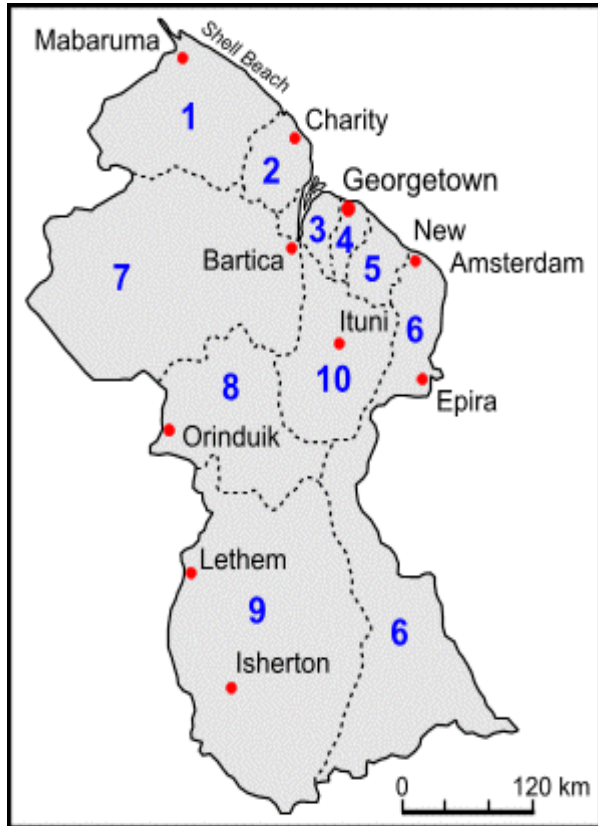 Mabaruma
Shell Beach
1
Charity
2
Georgetown
3
4
New
Amsterdam
Bartica
5
7
Ituni
6
8
10
Epira
Orinduik
Lethem
9
6
Isherton
0
120 km